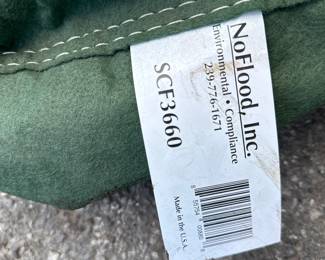 NoFlood, Inc.
Environmental • Compliance
239-776-1671
SCF3660
Made in the U.S.A.